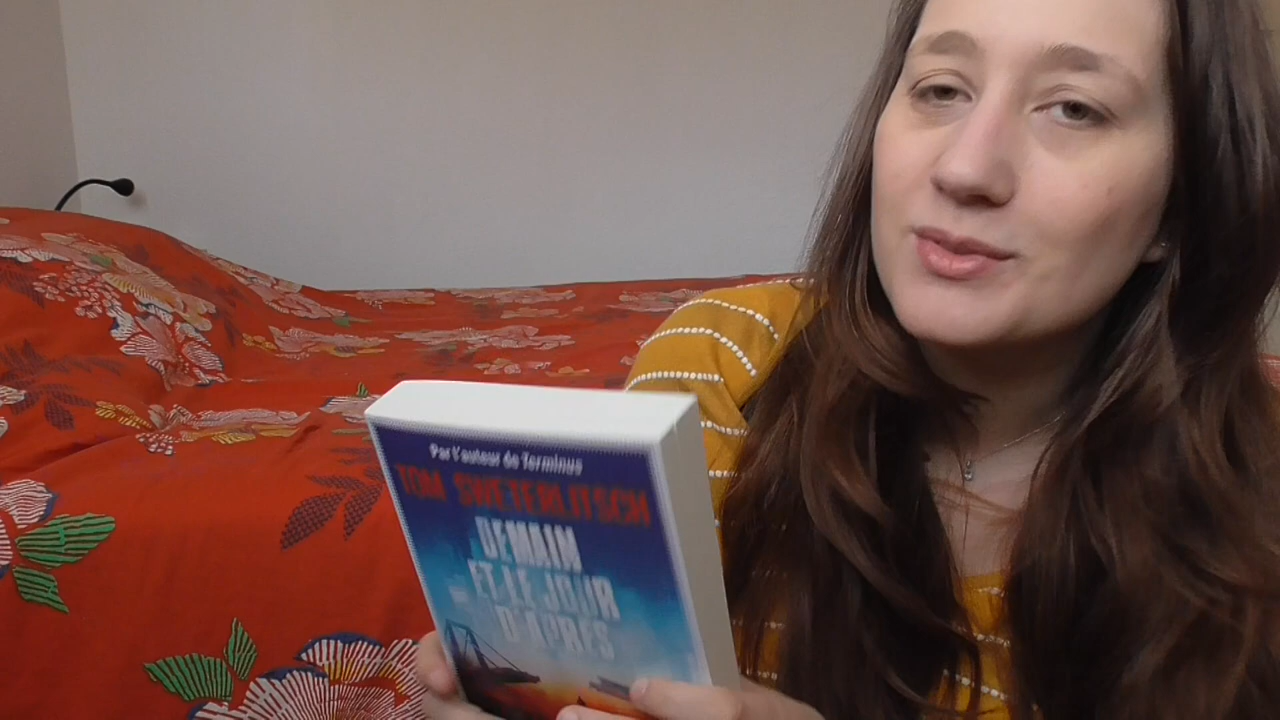 Par l'auteur de Terminus
TOM SWETERLITSCH
DEMAIN
ET LE JOUR
D'APRÈS